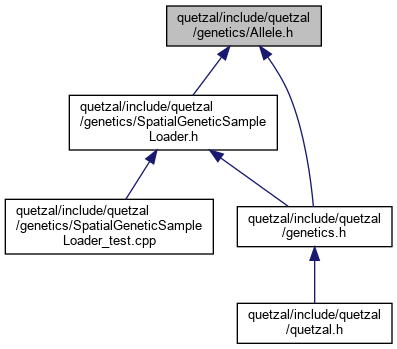 quetzal/include/quetzal
/genetics/Allele.h
quetzal/include/quetzal
/genetics/SpatialGeneticSample
Loader.h
quetzal/include/quetzal
/genetics/SpatialGeneticSample
Loader_test.cpp
quetzal/include/quetzal
/genetics.h
quetzal/include/quetzal
/quetzal.h